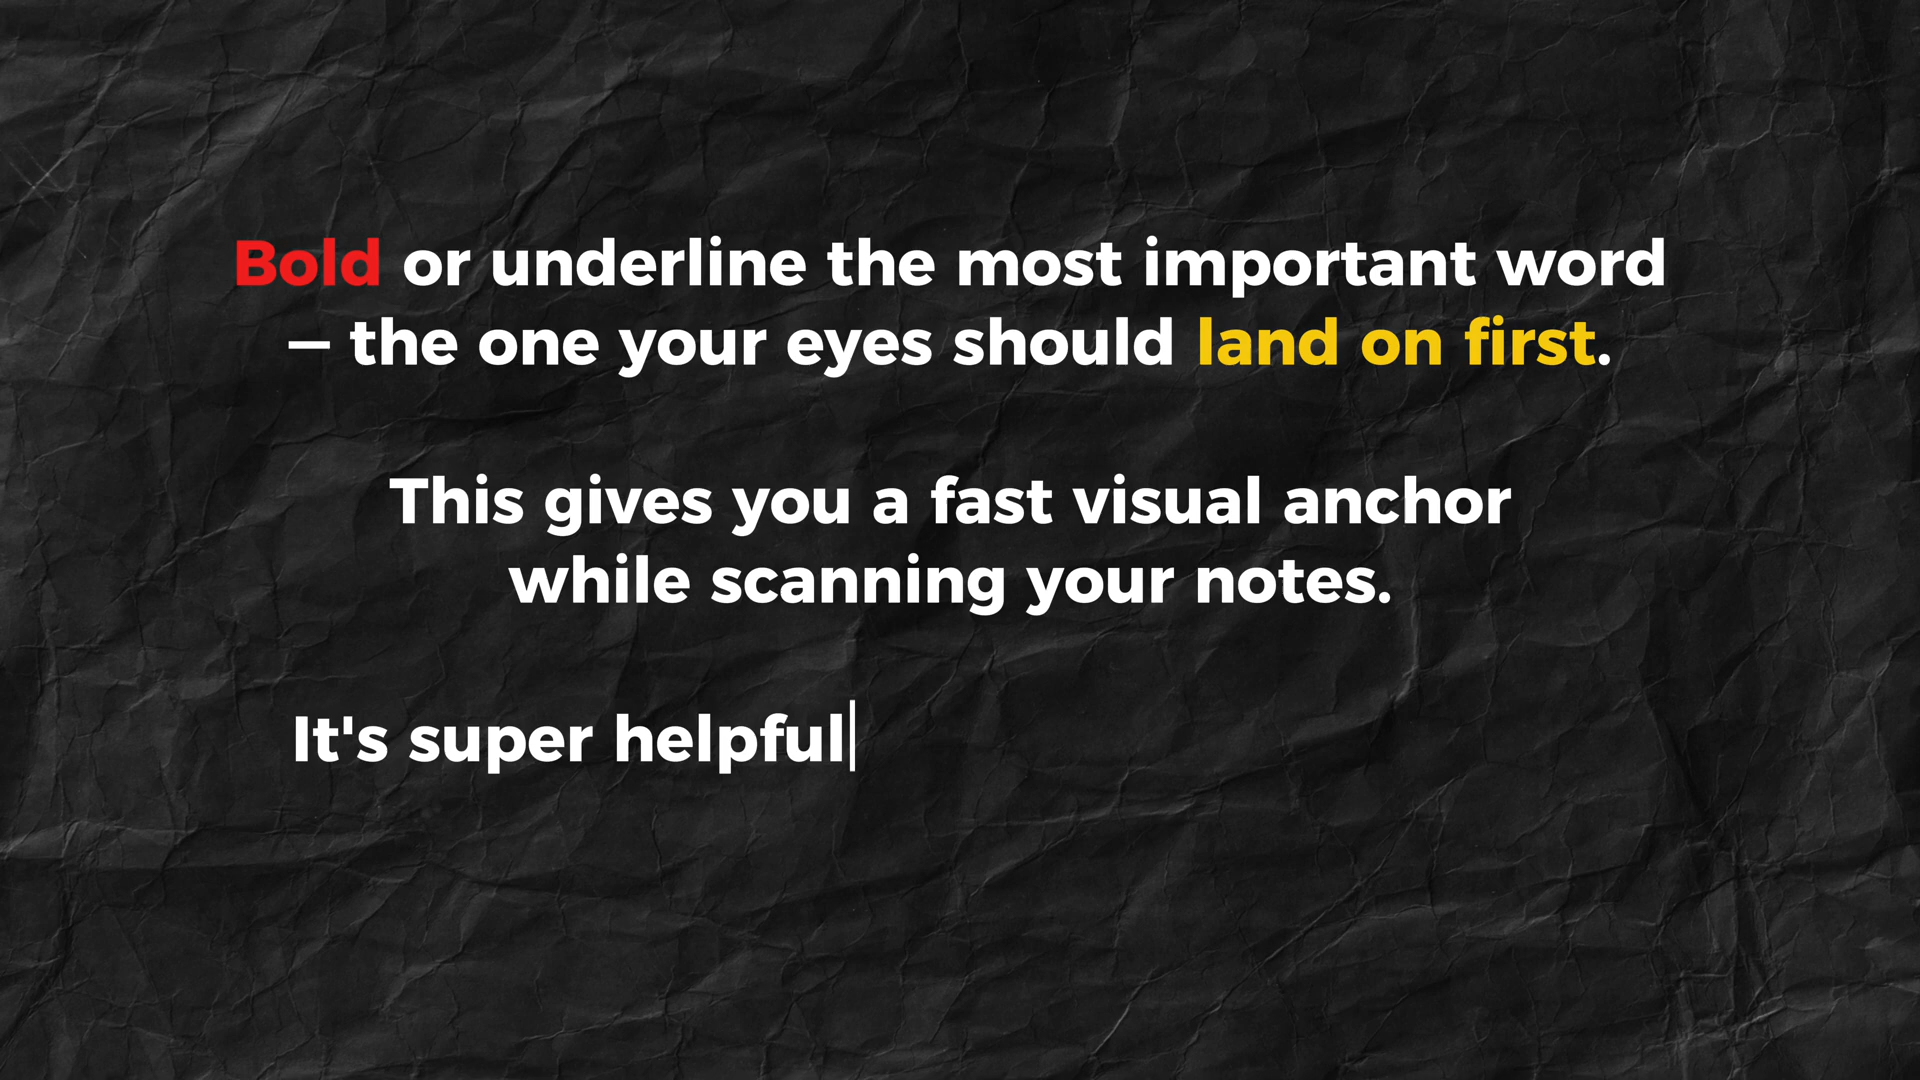 Bold or underline the most important word
— the one your eyes should land on first.
This gives you a fast visual anchor
while scanning your notes.
It's super helpful